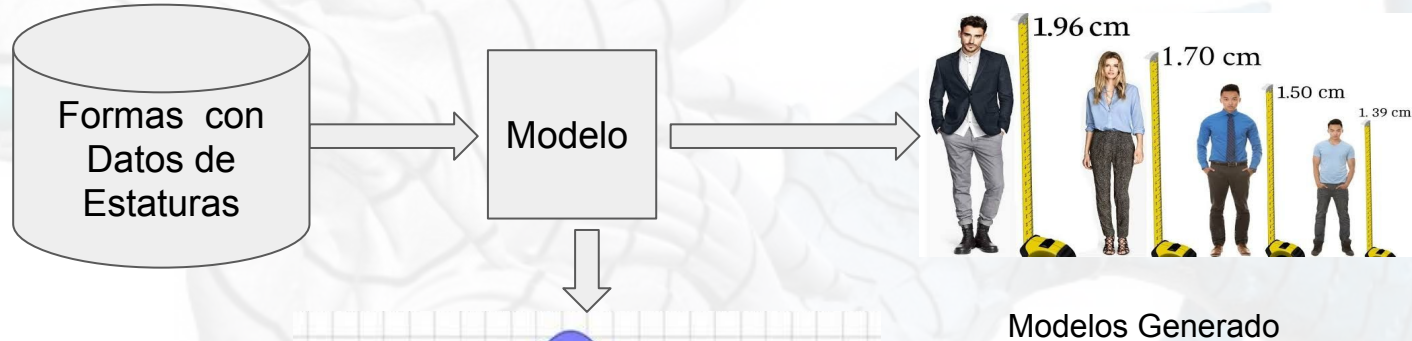 Formas con
Datos de
Estaturas
Modelo
1.96 cm
1.70 cm
1.50 cm
1. 39 cm
Modelos Generado